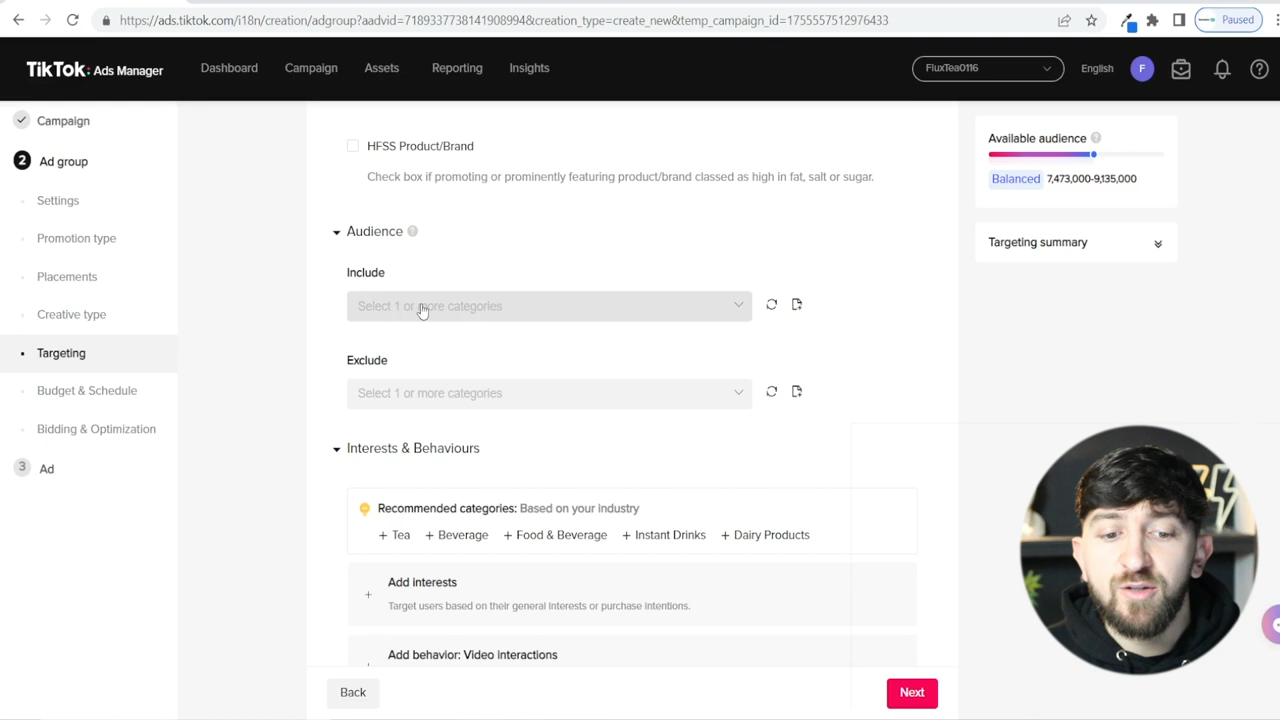 https://ads.tiktok.com/i18n/creation/adgroup?aadvid=7189337738141908994&creation_type=create_new&temp_campaign_id=1755557512976433
Paused
TikTok: Ads Manager
Dashboard
Campaign
Assets
Reporting
Insights
FluxTea0116
English
F
Campaign
2 Ad group
Settings
Promotion type
Placements
Creative type
Targeting
Budget & Schedule
Bidding & Optimization
3 Ad
HFSS Product/Brand
Check box if promoting or prominently featuring product/brand classed as high in fat, salt or sugar.
Audience ?
Include
Select 1 or more categories
Exclude
Select 1 or more categories
Interests & Behaviours
Recommended categories: Based on your industry
+ Tea + Beverage + Food & Beverage + Instant Drinks + Dairy Products
+ Add interests
Target users based on their general interests or purchase intentions.
Add behavior: Video interactions
Back
Next
Available audience ?
Balanced 7,473,000-9,135,000
Targeting summary